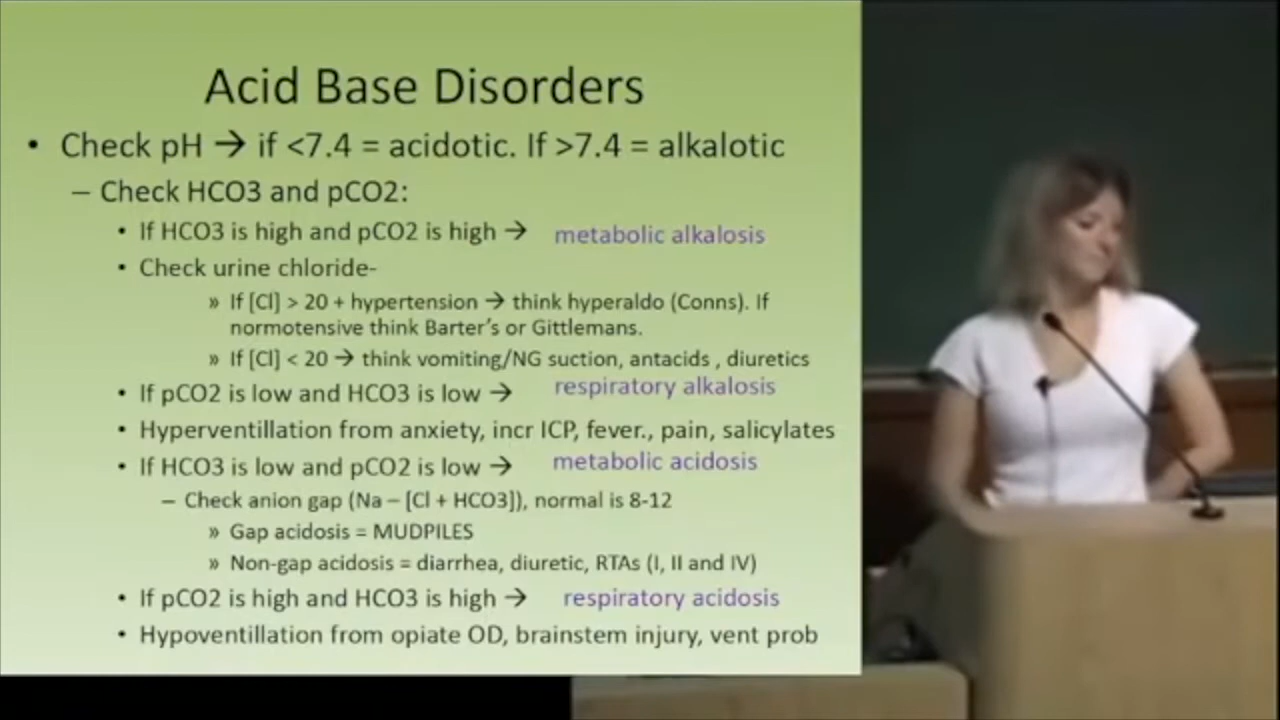 Acid Base Disorders
• Check pH → if <7.4 = acidotic. If >7.4 = alkalotic
– Check HCO3 and pCO2:
• If HCO3 is high and pCO2 is high → metabolic alkalosis
• Check urine chloride-
» If [Cl] > 20 + hypertension → think hyperaldo (Conns). If
normotensive think Barter's or Gittlemans.
» If [Cl] < 20 → think vomiting/NG suction, antacids , diuretics
• If pCO2 is low and HCO3 is low → respiratory alkalosis
• Hyperventillation from anxiety, incr ICP, fever., pain, salicylates
• If HCO3 is low and pCO2 is low → metabolic acidosis
– Check anion gap (Na – [Cl + HCO3]), normal is 8-12
» Gap acidosis = MUDPILES
» Non-gap acidosis = diarrhea, diuretic, RTAs (I, II and IV)
• If pCO2 is high and HCO3 is high → respiratory acidosis
• Hypoventillation from opiate OD, brainstem injury, vent prob